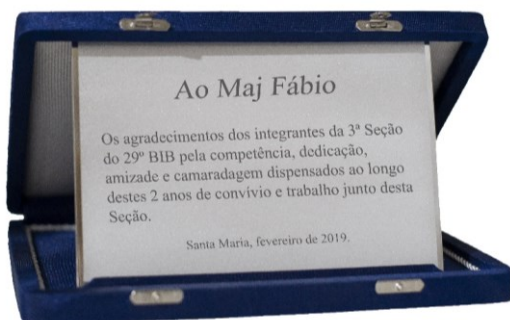 Ao Maj Fábio
Os agradecimentos dos integrantes da 3ª Seção
do 29º BIB pela competência, dedicação,
amizade e camaradagem dispensados ao longo
destes 2 anos de convívio e trabalho junto desta
Seção.
Santa Maria, fevereiro de 2019.